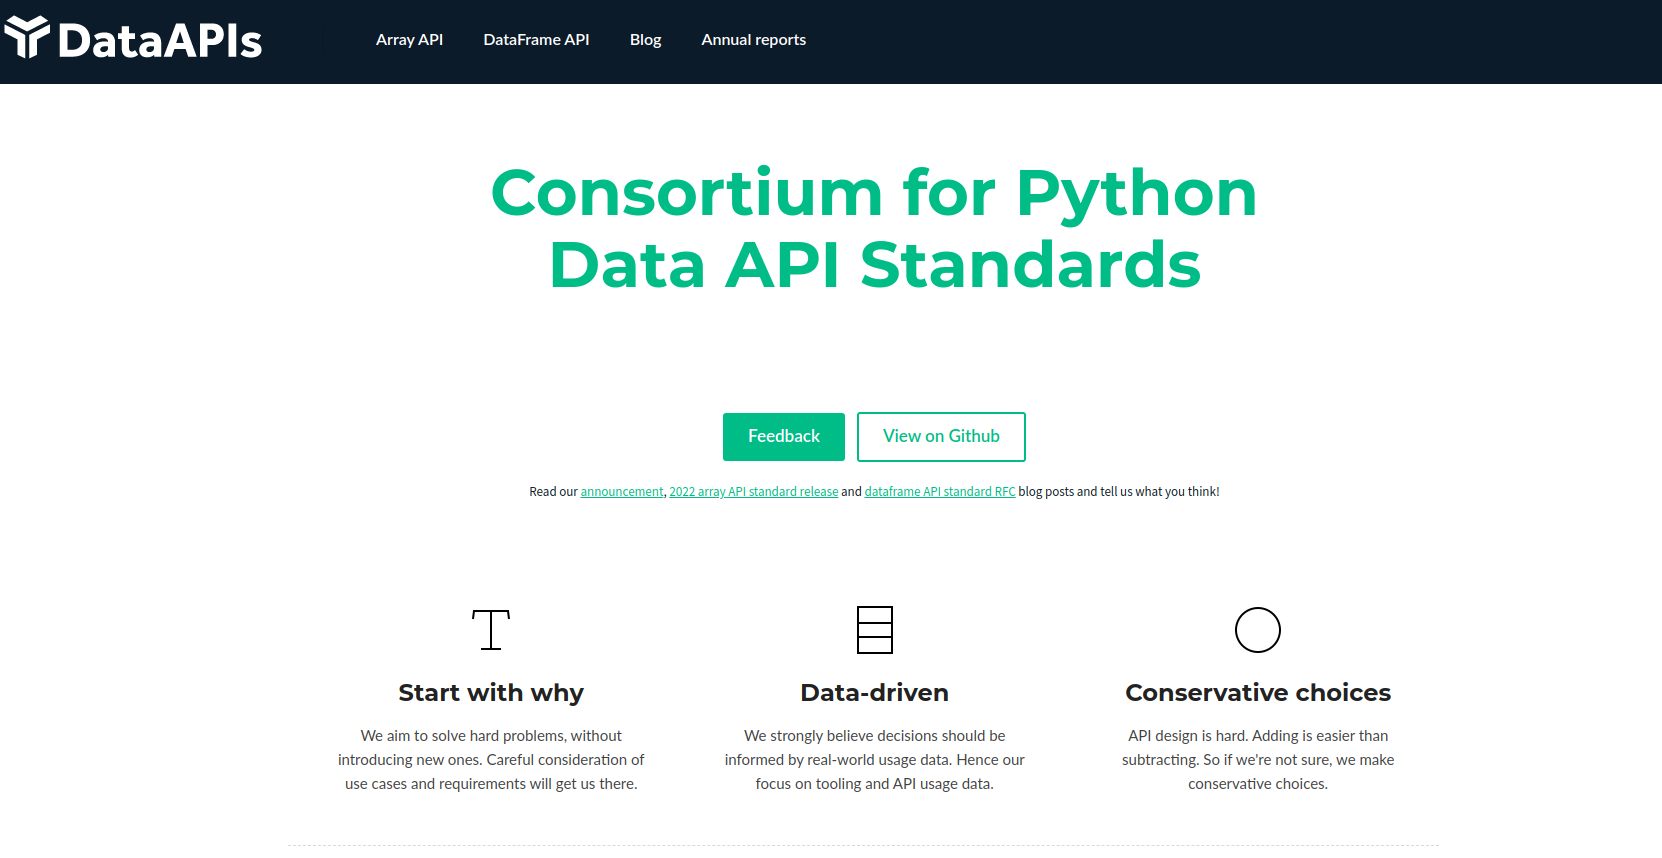 DataAPIs
Array API
DataFrame API
Blog
Annual reports
Consortium for Python
Data API Standards
Feedback
View on Github
Read our announcement, 2022 array API standard release and dataframe API standard RFC blog posts and tell us what you think!
Start with why
We aim to solve hard problems, without
introducing new ones. Careful consideration of
use cases and requirements will get us there.
Data-driven
We strongly believe decisions should be
informed by real-world usage data. Hence our
focus on tooling and API usage data.
Conservative choices
API design is hard. Adding is easier than
subtracting. So if we're not sure, we make
conservative choices.